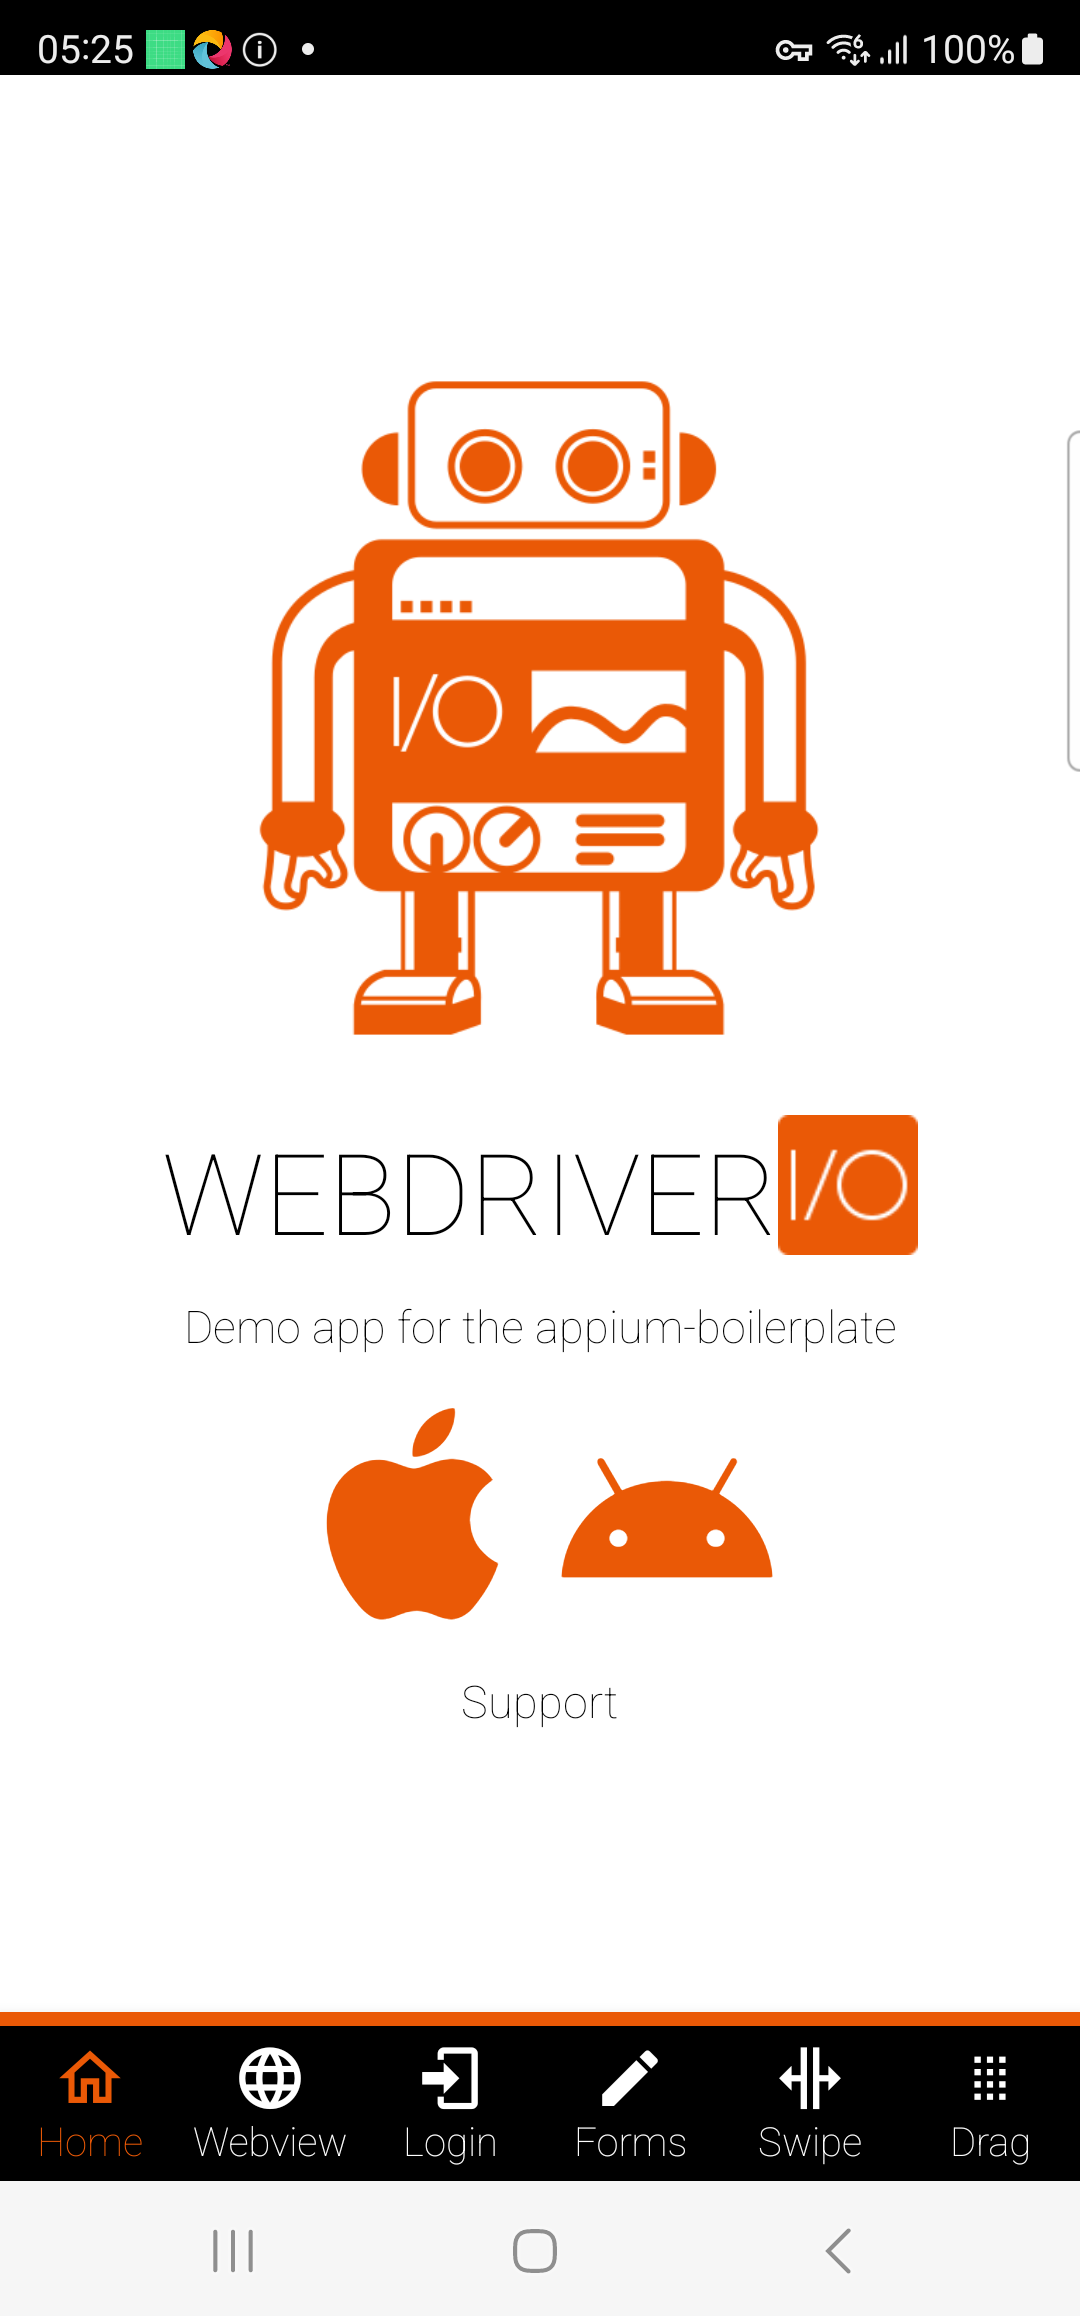 05:25
100%
I/O
WEBDRIVER I/O
Demo app for the appium-boilerplate
Support
Home Webview Login Forms Swipe Drag